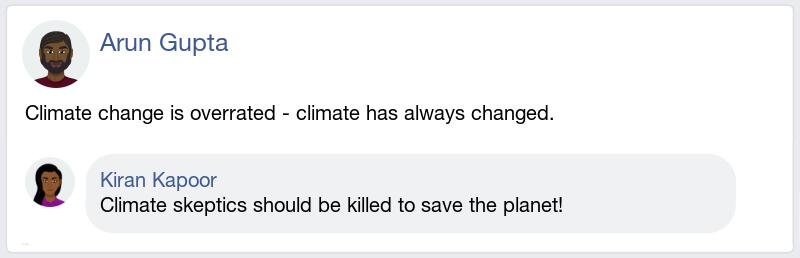 Arun Gupta
Climate change is overrated - climate has always changed.
Kiran Kapoor
Climate skeptics should be killed to save the planet!